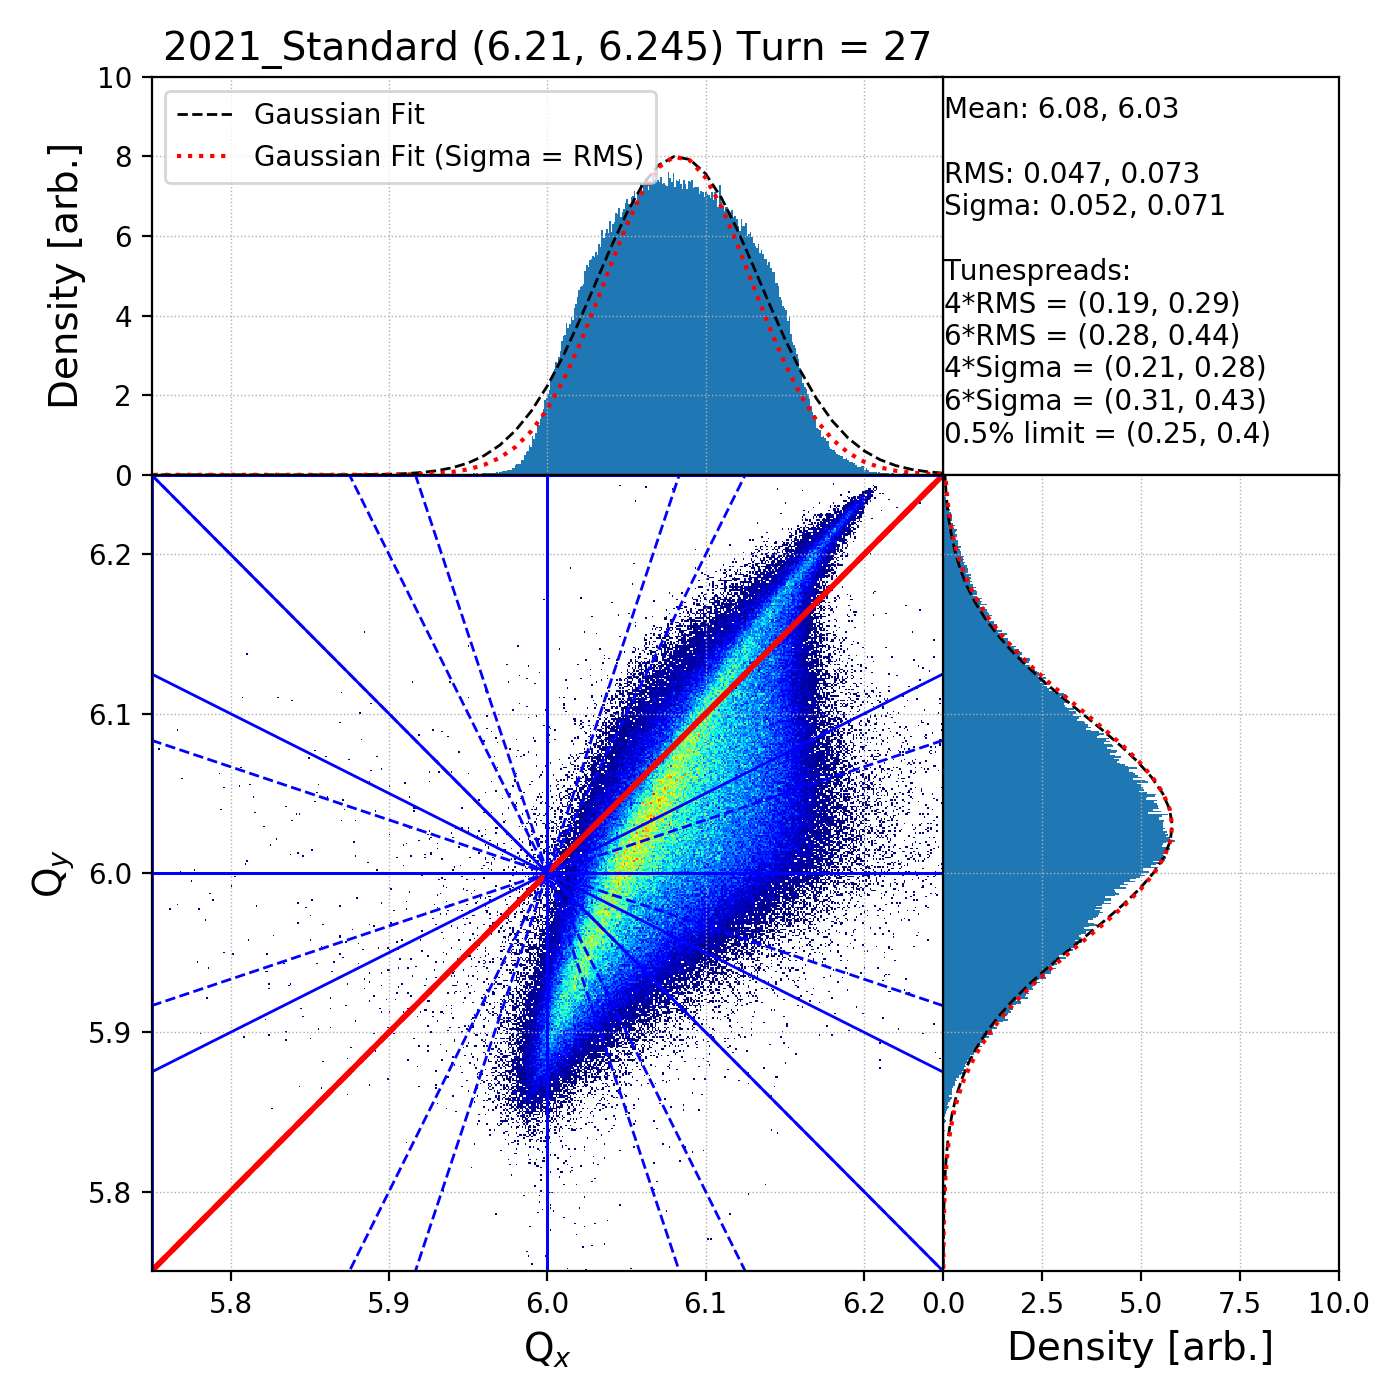 2021_Standard (6.21, 6.245) Turn = 27
10
8
6
4
2
0
Density [arb.]
Gaussian Fit
Gaussian Fit (Sigma = RMS)
Mean: 6.08, 6.03
RMS: 0.047, 0.073
Sigma: 0.052, 0.071
Tunespreads:
4*RMS = (0.19, 0.29)
6*RMS = (0.28, 0.44)
4*Sigma = (0.21, 0.28)
6*Sigma = (0.31, 0.43)
0.5% limit = (0.25, 0.4)
6.2
6.1
6.0
5.9
5.8
Qy
5.8 5.9 6.0 6.1 6.2
Qx
0.0 2.5 5.0 7.5 10.0
Density [arb.]